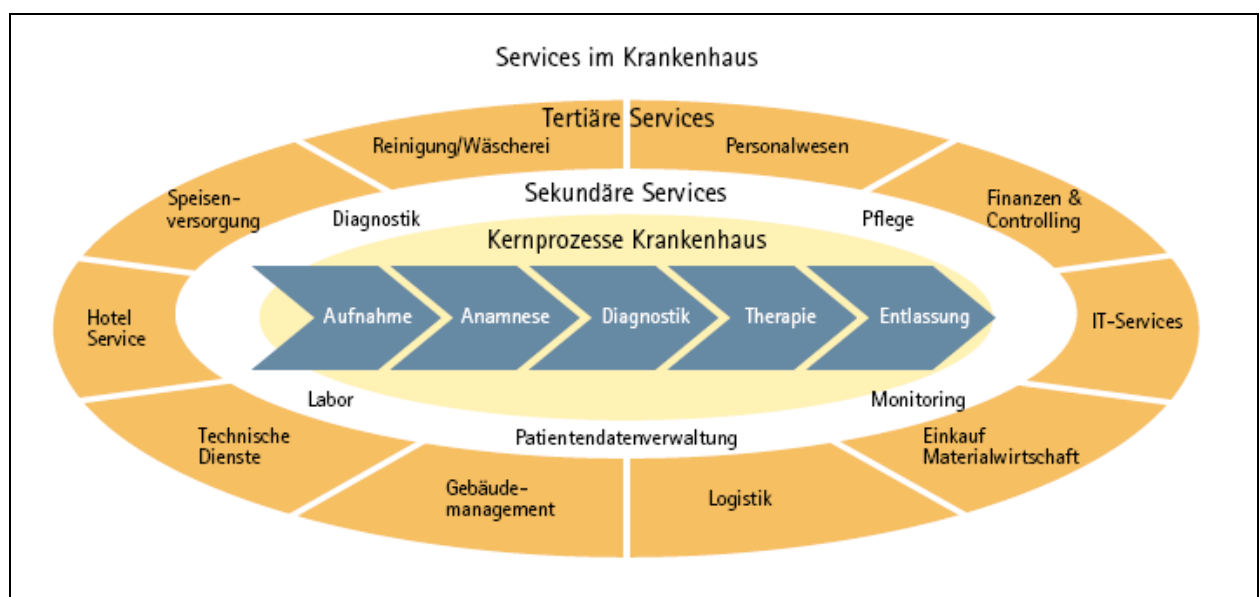 Services im Krankenhaus
Tertiäre Services
Reinigung/Wäscherei
Personalwesen
Speisen-
versorgung
Finanzen &
Controlling
Sekundäre Services
Diagnostik
Pflege
Kernprozesse Krankenhaus
Hotel
Service
Aufnahme
Anamnese
Diagnostik
Therapie
Entlassung
IT-Services
Labor
Monitoring
Patientendatenverwaltung
Technische
Dienste
Einkauf
Materialwirtschaft
Gebäude-
management
Logistik